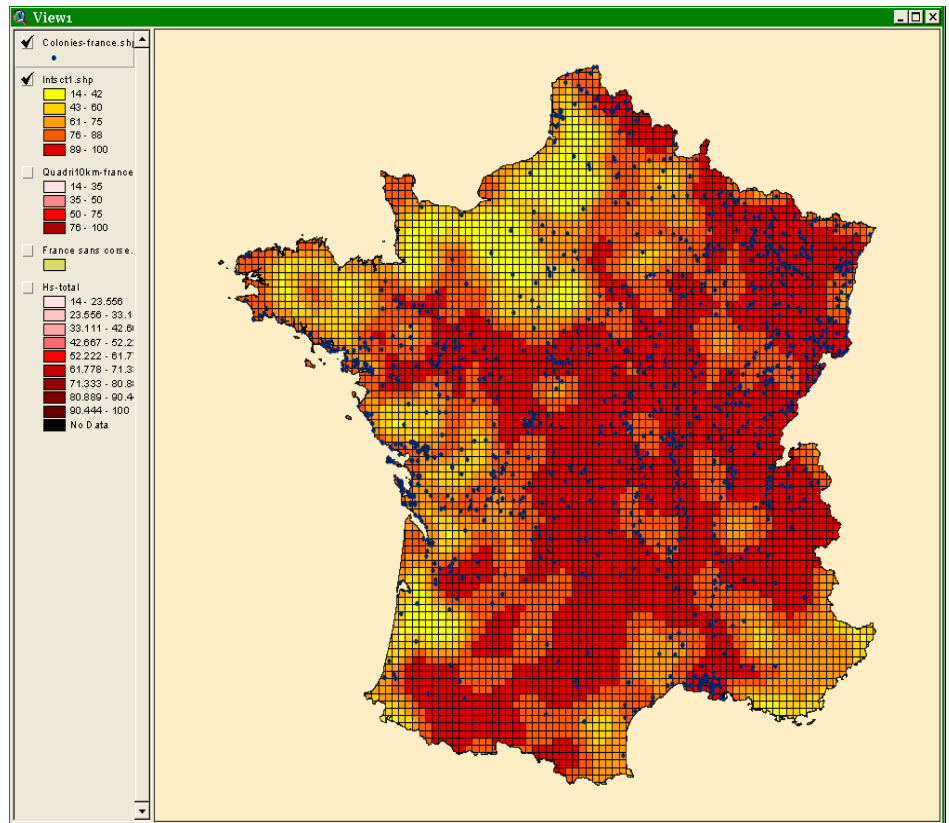 View1
Colonies-france.shp
Intsct1.shp
14 - 42
43 - 60
61 - 75
76 - 88
89 - 100
Quadri10km-france
14 - 35
35 - 50
50 - 75
76 - 100
France sans corse.
Hs-total
14 - 23.556
23.556 - 33.1
33.111 - 42.6
42.667 - 52.2
52.222 - 61.7
61.778 - 71.3
71.333 - 80.8
80.889 - 90.4
90.444 - 100
No Data